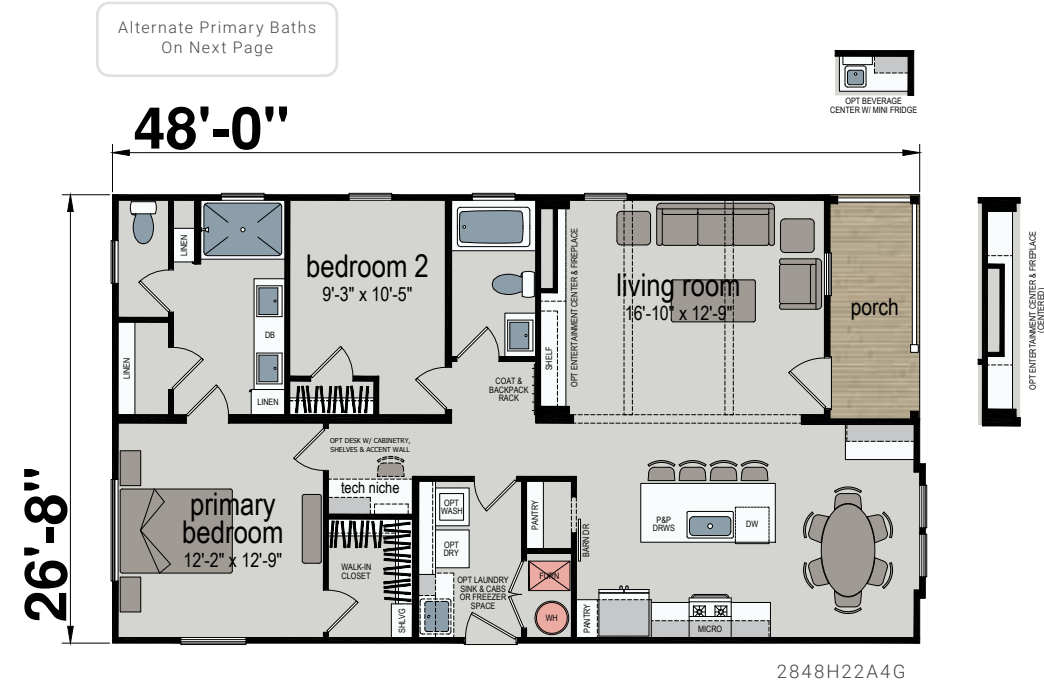 Alternate Primary Baths
On Next Page
OPT BEVERAGE
CENTER W/ MINI FRIDGE
48'-0"
26'-8"
LINEN
LINEN
DB
LINEN
bedroom 2
9'-3" x 10'-5"
COAT &
BACKPACK
RACK
SHELF
OPT ENTERTAINMENT CENTER & FIREPLACE
living room
16'-10" x 12'-9"
porch
OPT ENTERTAINMENT CENTER & FIREPLACE
(CENTERED)
primary
bedroom
12'-2" x 12'-9"
OPT DESK W/ CABINETRY,
SHELVES & ACCENT WALL
tech niche
WALK-IN
CLOSET
SHLVG
OPT
WASH
OPT
DRY
OPT LAUNDRY
SINK & CABS
OR FREEZER
SPACE
PANTRY
FURN
WH
BARN DR
PANTRY
P&P
DRWS
DW
MICRO
2848H22A4G